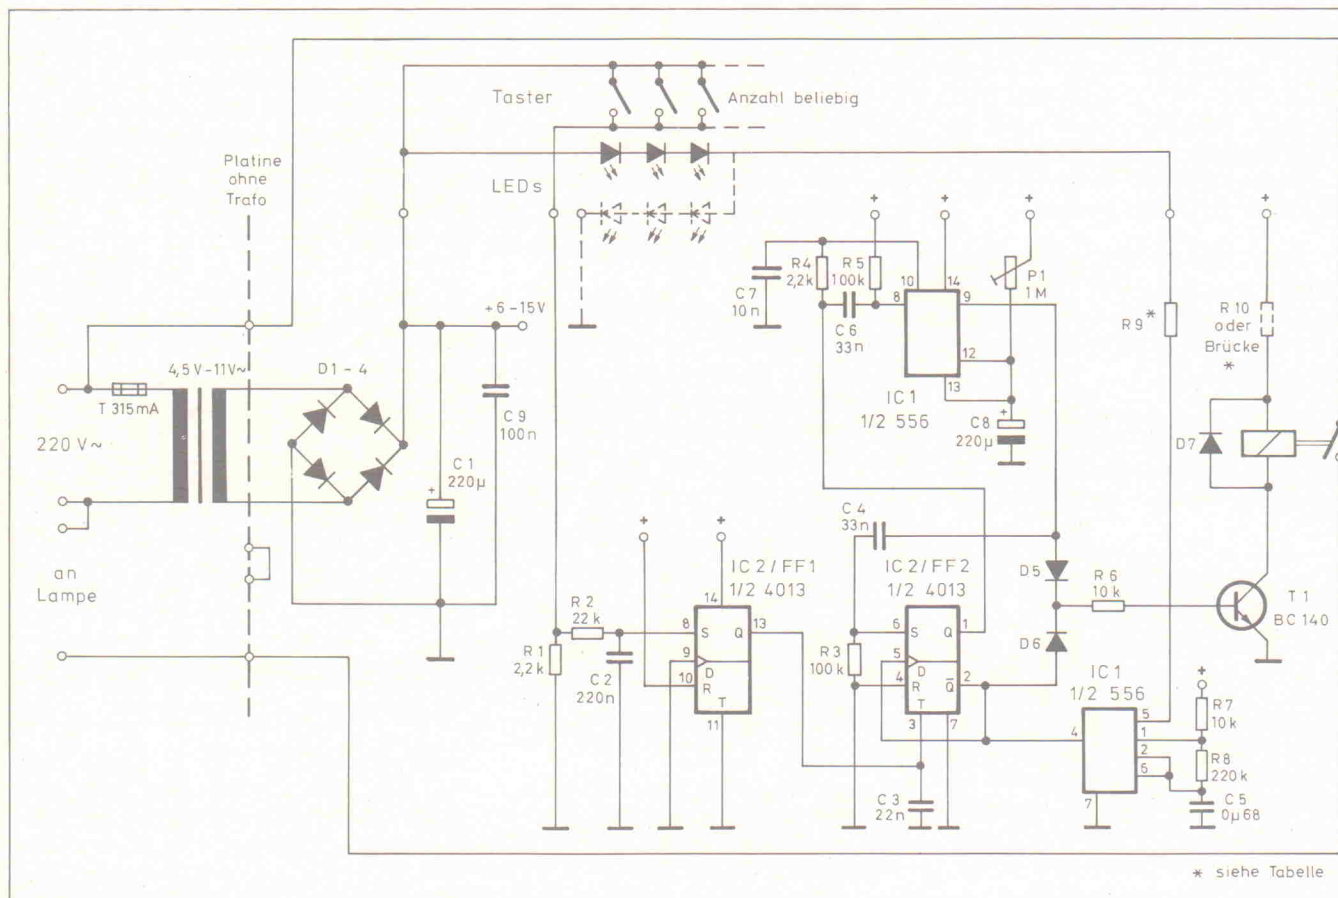 Taster
Anzahl beliebig
Platine
ohne
Trafo
LEDs
+
+
+
+
R4
2,2k
R5
100k
C7
10n
C6
33n
10
14
8
9
12
13
P1
1M
IC1
1/2 556
C8
220µ
+
R9*
R10
oder
Brücke
*
+6-15V
4,5V-11V~
D1-4
T 315mA
220 V~
C9
100n
C1
220µ
+
D7
C4
33n
an
Lampe
+
+
IC2/FF1
1/2 4013
IC2/FF2
1/2 4013
D5
R6
10k
T1
BC140
R2
22k
14
8
S
Q
13
9
D
10
R
T
11
R1
2,2k
C2
220n
6
S
Q
1
5
D
4
R
Q̅
2
T
3
7
R3
100k
D6
IC1
1/2 556
+
R7
10k
4
5
1
2
6
7
R8
220k
C5
0µ68
C3
22n
* siehe Tabelle